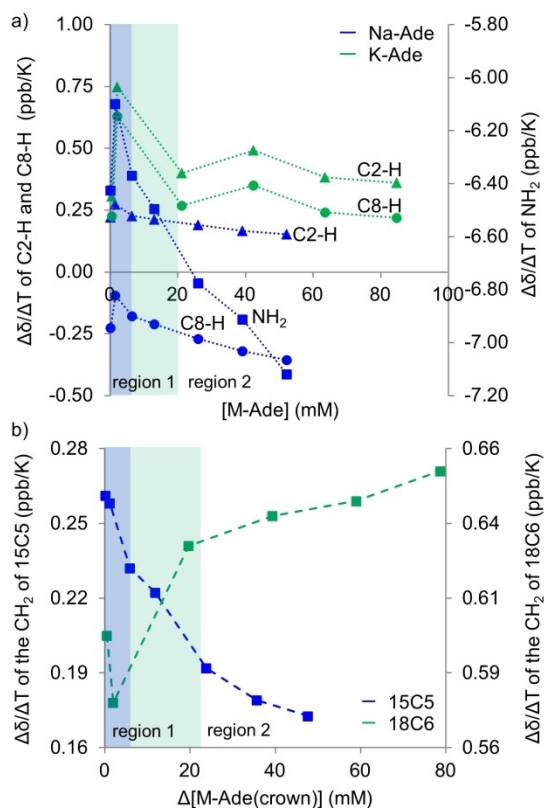 a)
1.00
0.75
0.50
0.25
0.00
-0.25
-0.50
Δδ/ΔT of C2-H and C8-H (ppb/K)
Na-Ade
K-Ade
C2-H
C8-H
C2-H
C8-H
NH₂
region 1
region 2
0 20 40 60 80 100
[M-Ade] (mM)
-5.80
-6.00
-6.20
-6.40
-6.60
-6.80
-7.00
-7.20
Δδ/ΔT of NH₂ (ppb/K)
b)
0.28
0.25
0.22
0.19
0.16
Δδ/ΔT of the CH₂ of 15C5 (ppb/K)
region 1
region 2
15C5
18C6
0 20 40 60 80
Δ[M-Ade(crown)] (mM)
0.66
0.64
0.61
0.59
0.56
Δδ/ΔT of the CH₂ of 18C6 (ppb/K)